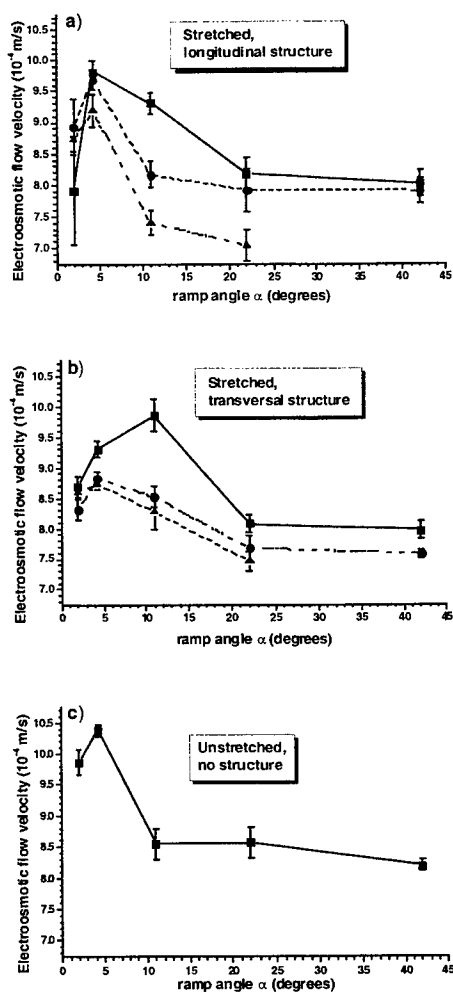 a)
Stretched,
longitudinal structure
Electroosmotic flow velocity (10⁻⁴ m/s)
10.5
10.0
9.5
9.0
8.5
8.0
7.5
7.0
0 5 10 15 20 25 30 35 40 45
ramp angle α (degrees)
b)
Stretched,
transversal structure
Electroosmotic flow velocity (10⁻⁴ m/s)
10.5
10.0
9.5
9.0
8.5
8.0
7.5
7.0
0 5 10 15 20 25 30 35 40 45
ramp angle α (degrees)
c)
Unstretched,
no structure
Electroosmotic flow velocity (10⁻⁴ m/s)
10.5
10.0
9.5
9.0
8.5
8.0
7.5
7.0
0 5 10 15 20 25 30 35 40 45
ramp angle α (degrees)